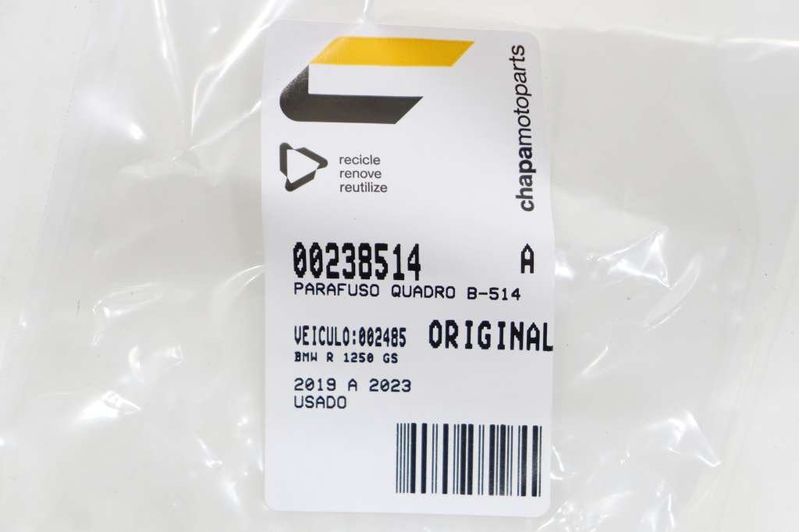 chapamotoparts
recicle
renove
reutilize
00238514 A
PARAFUSO QUADRO B-514
VEICULO:002485 ORIGINAL
BMW R 1250 GS
2019 A 2023
USADO